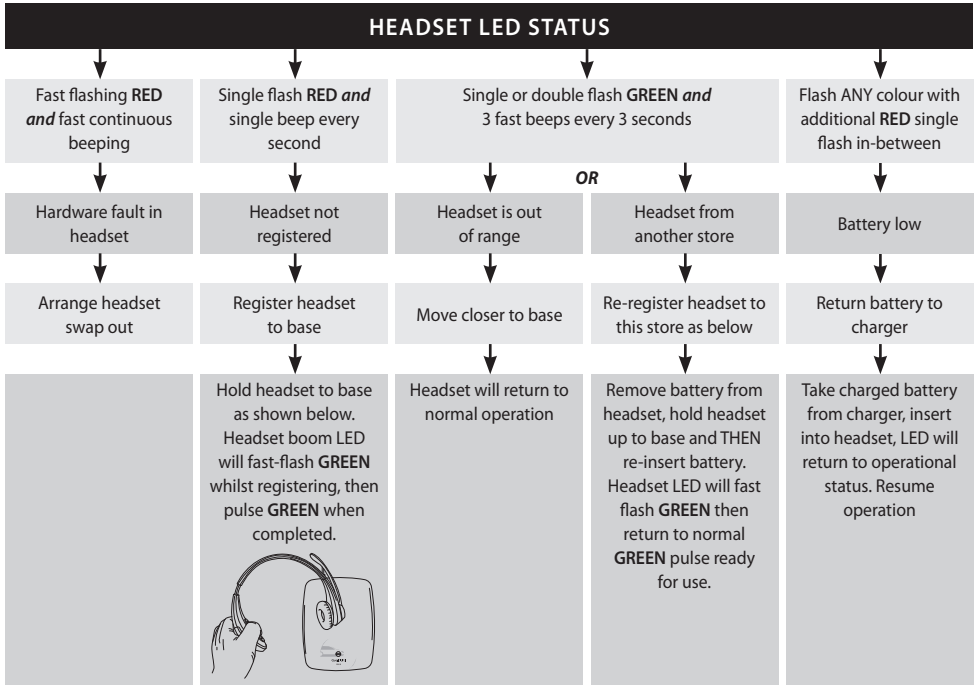 HEADSET LED STATUS
Fast flashing RED
and fast continuous
beeping
Single flash RED and
single beep every
second
Single or double flash GREEN and
3 fast beeps every 3 seconds
Flash ANY colour with
additional RED single
flash in-between
OR
Hardware fault in
headset
Headset not
registered
Headset is out
of range
Headset from
another store
Battery low
Arrange headset
swap out
Register headset
to base
Move closer to base
Re-register headset to
this store as below
Return battery to
charger
Hold headset to base
as shown below.
Headset boom LED
will fast-flash GREEN
whilst registering, then
pulse GREEN when
completed.
Headset will return to
normal operation
Remove battery from
headset, hold headset
up to base and THEN
re-insert battery.
Headset LED will fast
flash GREEN then
return to normal
GREEN pulse ready
for use.
Take charged battery
from charger, insert
into headset, LED will
return to operational
status. Resume
operation